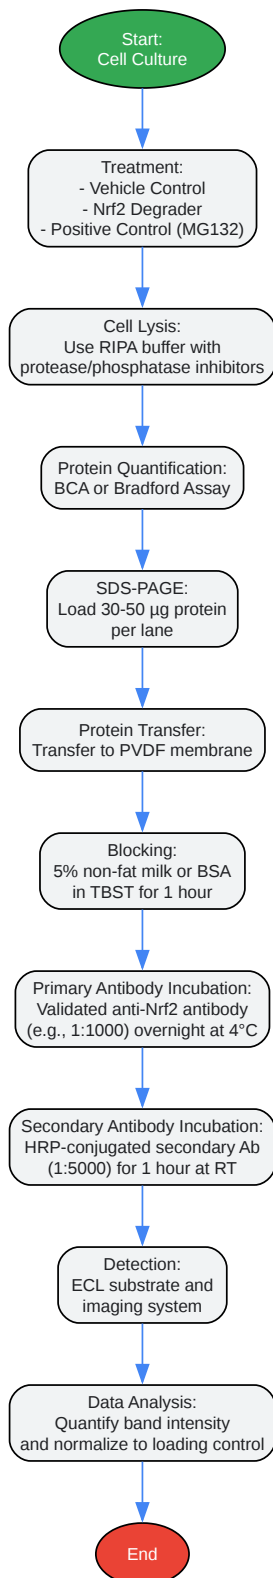 Start:
Cell Culture
Treatment:
- Vehicle Control
- Nrf2 Degrader
- Positive Control (MG132)
Cell Lysis:
Use RIPA buffer with
protease/phosphatase inhibitors
Protein Quantification:
BCA or Bradford Assay
SDS-PAGE:
Load 30-50 µg protein
per lane
Protein Transfer:
Transfer to PVDF membrane
Blocking:
5% non-fat milk or BSA
in TBST for 1 hour
Primary Antibody Incubation:
Validated anti-Nrf2 antibody
(e.g., 1:1000) overnight at 4°C
Secondary Antibody Incubation:
HRP-conjugated secondary Ab
(1:5000) for 1 hour at RT
Detection:
ECL substrate and
imaging system
Data Analysis:
Quantify band intensity
and normalize to loading control
End